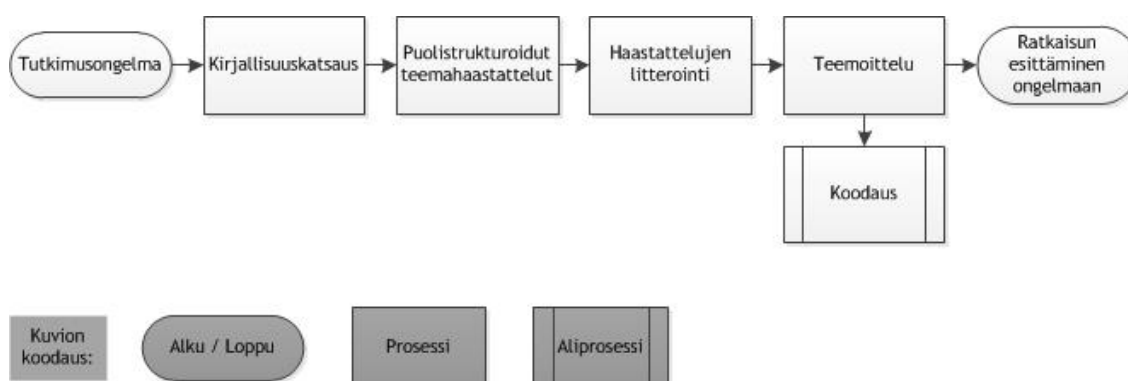 Tutkimusongelma
Kirjallisuuskatsaus
Puolistrukturoidut
teemahaastattelut
Haastattelujen
litterointi
Teemoittelu
Ratkaisun
esittäminen
ongelmaan
Koodaus
Kuvion
koodaus:
Alku / Loppu
Prosessi
Aliprosessi